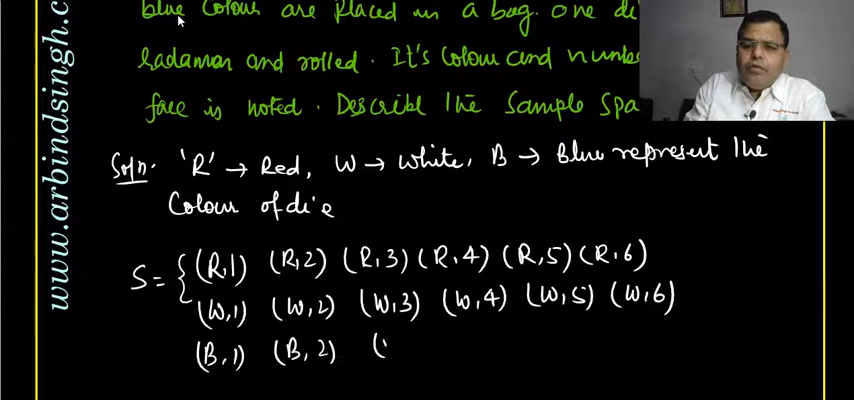 www.arbindsingh.c
blue colour are placed in a bag. one di
radaman and rolled. It's colour and numbe
face is noted. Describe the Sample Spa
Soln. 'R' → Red, W → White, B → Blue represent the
Colour of die
S = { (R,1) (R,2) (R,3) (R,4) (R,5) (R,6)
(W,1) (W,2) (W,3) (W,4) (W,5) (W,6)
(B,1) (B,2) (